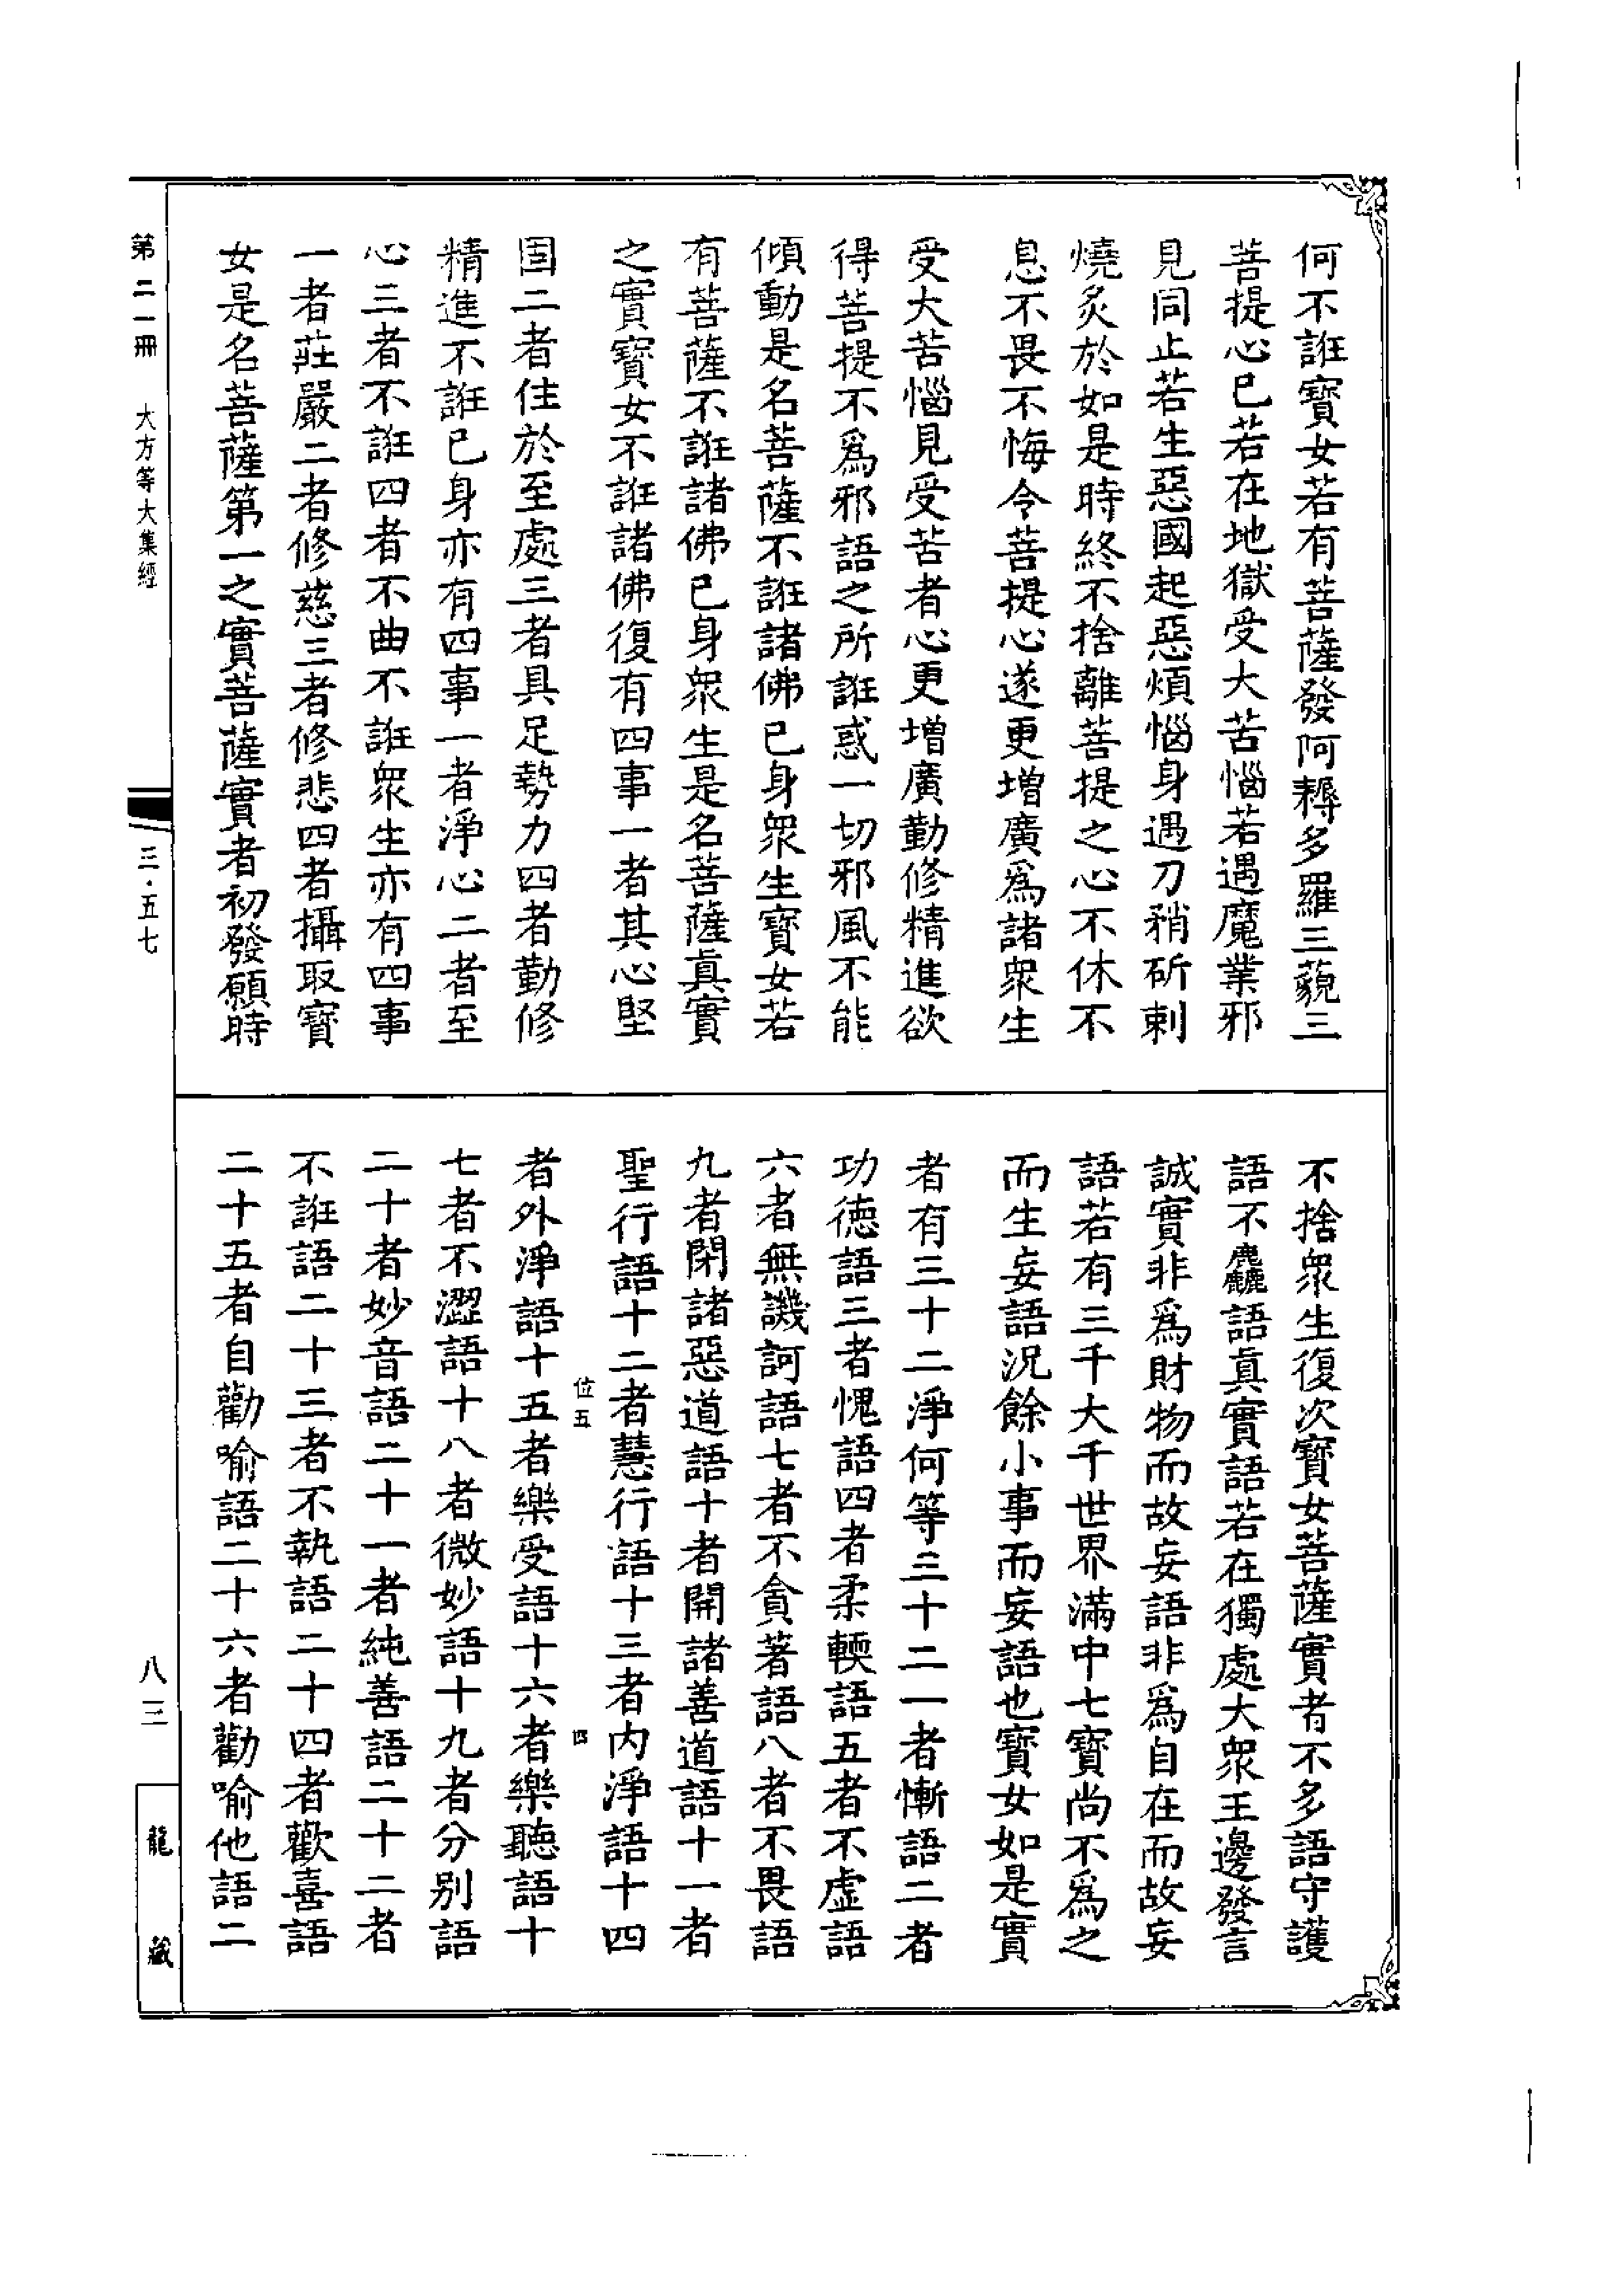 何不誑寶女若有菩薩發阿耨多羅三藐三
菩提心已若在地獄受大苦惱若遇魔業邪
見同止若生惡國起惡煩惱身遇刀矟斫刺
燒炙於如是時終不捨離菩提之心不休不
息不畏不悔令菩提心遂更增廣爲諸衆生
受大苦惱見受苦者心更增廣勤修精進欲
得菩提不爲邪語之所誑惑一切邪風不能
傾動是名菩薩不誑諸佛已身衆生寶女若
有菩薩不誑諸佛已身衆生是名菩薩眞實
之實寶女不誑諸佛復有四事一者其心堅
固二者住於至處三者具足勢力四者勤修
精進不誑已身亦有四事一者淨心二者至
心三者不誑四者不曲不誑衆生亦有四事
一者莊嚴二者修慈三者修悲四者攝取寶
女是名菩薩第一之實菩薩實者初發願時
不捨衆生復次寶女菩薩實者不多語守護
語不麤語眞實語若在獨處大衆王邊發言
誠實非爲財物而故妄語非爲自在而故妄
語若有三千大千世界滿中七寶尚不爲之
而生妄語況餘小事而妄語也寶女如是實
者有三十二淨何等三十二一者慚語二者
功德語三者愧語四者柔輭語五者不虛語
六者無譏訶語七者不貪著語八者不畏語
九者閉諸惡道語十者開諸善道語十一者
聖行語十二者慧行語十三者內淨語十四
位五 四
者外淨語十五者樂受語十六者樂聽語十
七者不澀語十八者微妙語十九者分別語
二十者妙音語二十一者純善語二十二者
不誑語二十三者不執語二十四者歡喜語
二十五者自勸喻語二十六者勸喻他語二
第二一冊 大方等大集經
三·五七
八三
龍藏